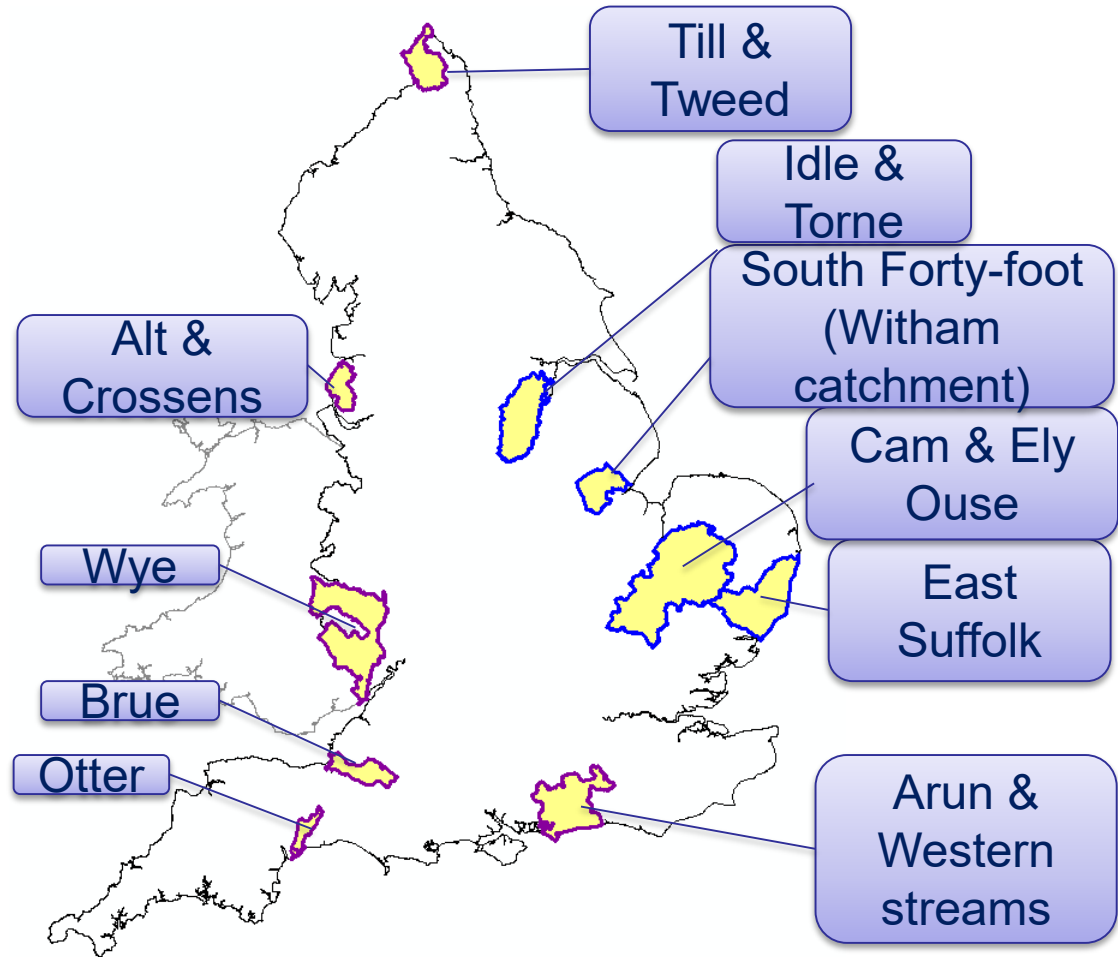 Till &
Tweed
Idle &
Torne
South Forty-foot
(Witham
catchment)
Alt &
Crossens
Cam & Ely
Ouse
Wye
East
Suffolk
Brue
Otter
Arun &
Western
streams